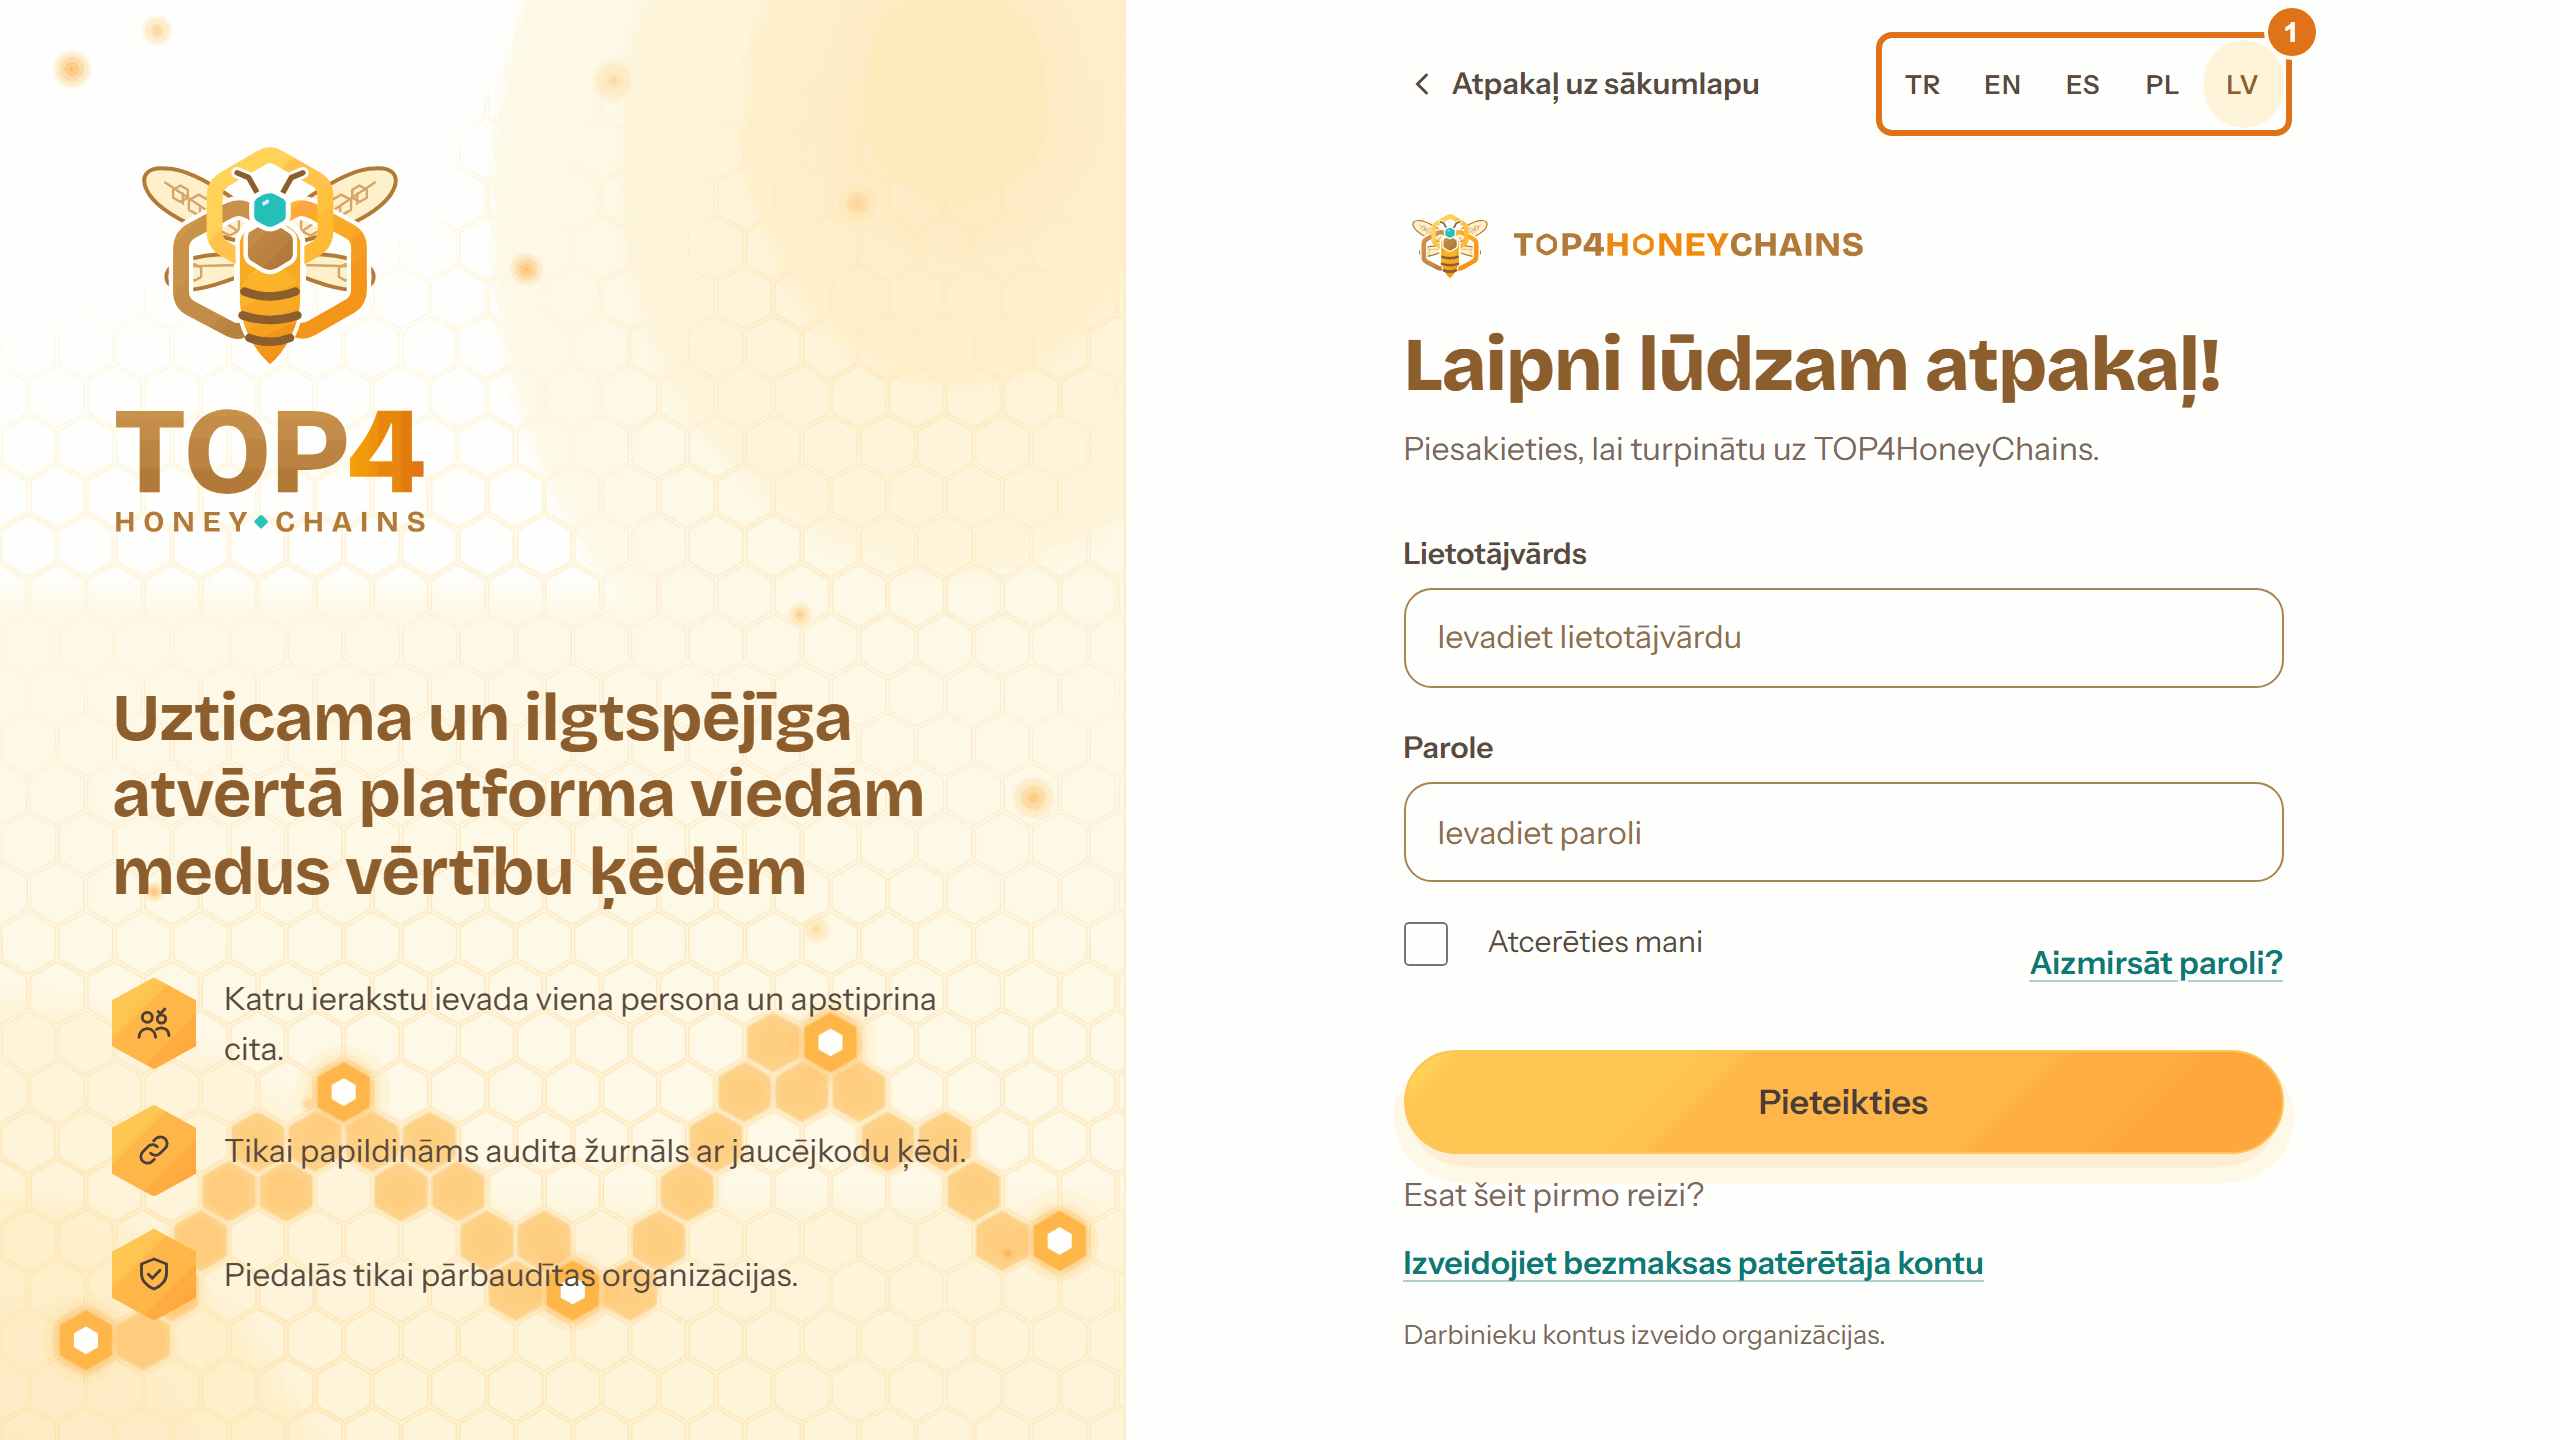 TOP4
HONEY◆CHAINS
Uzticama un ilgtspējīga
atvērtā platforma viedām
medus vērtību ķēdēm
Katru ierakstu ievada viena persona un apstiprina
cita.
Tikai papildināms audita žurnāls ar jaucējkodu ķēdi.
Piedalās tikai pārbaudītas organizācijas.
Atpakaļ uz sākumlapu
TR EN ES PL LV
1
TOP4HONEYCHAINS
Laipni lūdzam atpakaļ!
Piesakieties, lai turpinātu uz TOP4HoneyChains.
Lietotājvārds
Ievadiet lietotājvārdu
Parole
Ievadiet paroli
Atcerēties mani
Aizmirsāt paroli?
Pieteikties
Esat šeit pirmo reizi?
Izveidojiet bezmaksas patērētāja kontu
Darbinieku kontus izveido organizācijas.